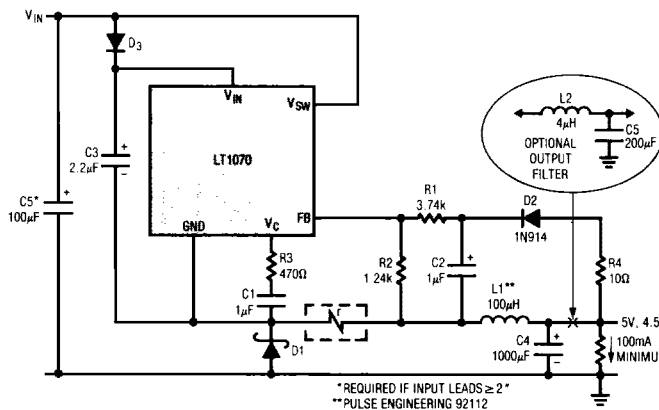 VIN
D3
VIN
VSW
LT1070
GND
VC
FB
C3
2.2µF
+
−
C5*
100µF
+
R3
470Ω
C1
1µF
D1
r
R1
3.74k
R2
1.24k
C2
1µF
+
D2
1N914
R4
10Ω
L1**
100µH
C4
1000µF
+
−
L2
4µH
C5
200µF
OPTIONAL
OUTPUT
FILTER
5V, 4.5
100mA
MINIMU
*REQUIRED IF INPUT LEADS ≥ 2"
**PULSE ENGINEERING 92112